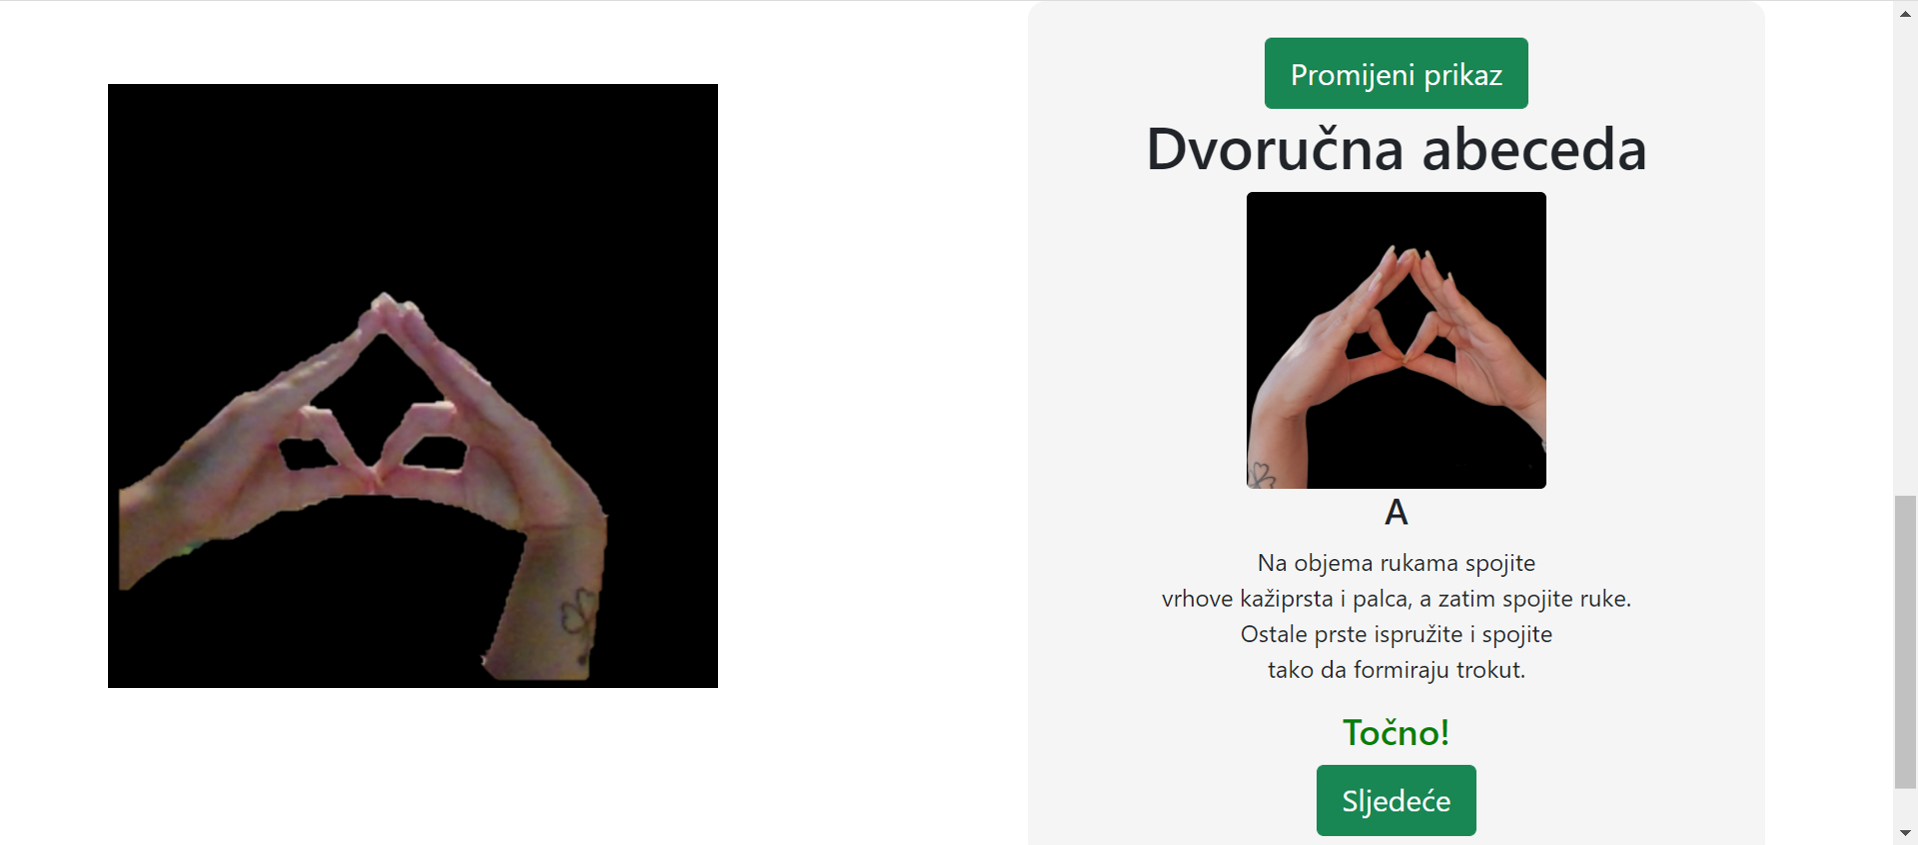 Promijeni prikaz
Dvoručna abeceda
A
Na objema rukama spojite
vrhove kažiprsta i palca, a zatim spojite ruke.
Ostale prste ispružite i spojite
tako da formiraju trokut.
Točno!
Sljedeće